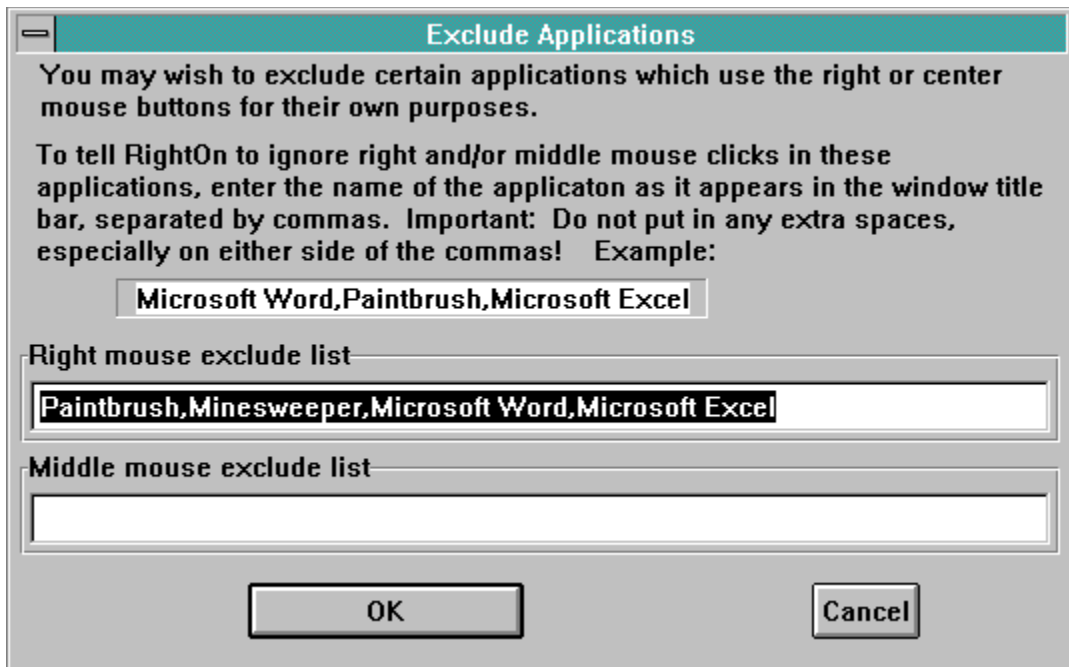 Exclude Applications
You may wish to exclude certain applications which use the right or center
mouse buttons for their own purposes.
To tell RightOn to ignore right and/or middle mouse clicks in these
applications, enter the name of the applicaton as it appears in the window title
bar, separated by commas.  Important:  Do not put in any extra spaces,
especially on either side of the commas!    Example:
Microsoft Word,Paintbrush,Microsoft Excel
Right mouse exclude list
Paintbrush,Minesweeper,Microsoft Word,Microsoft Excel
Middle mouse exclude list
OK
Cancel